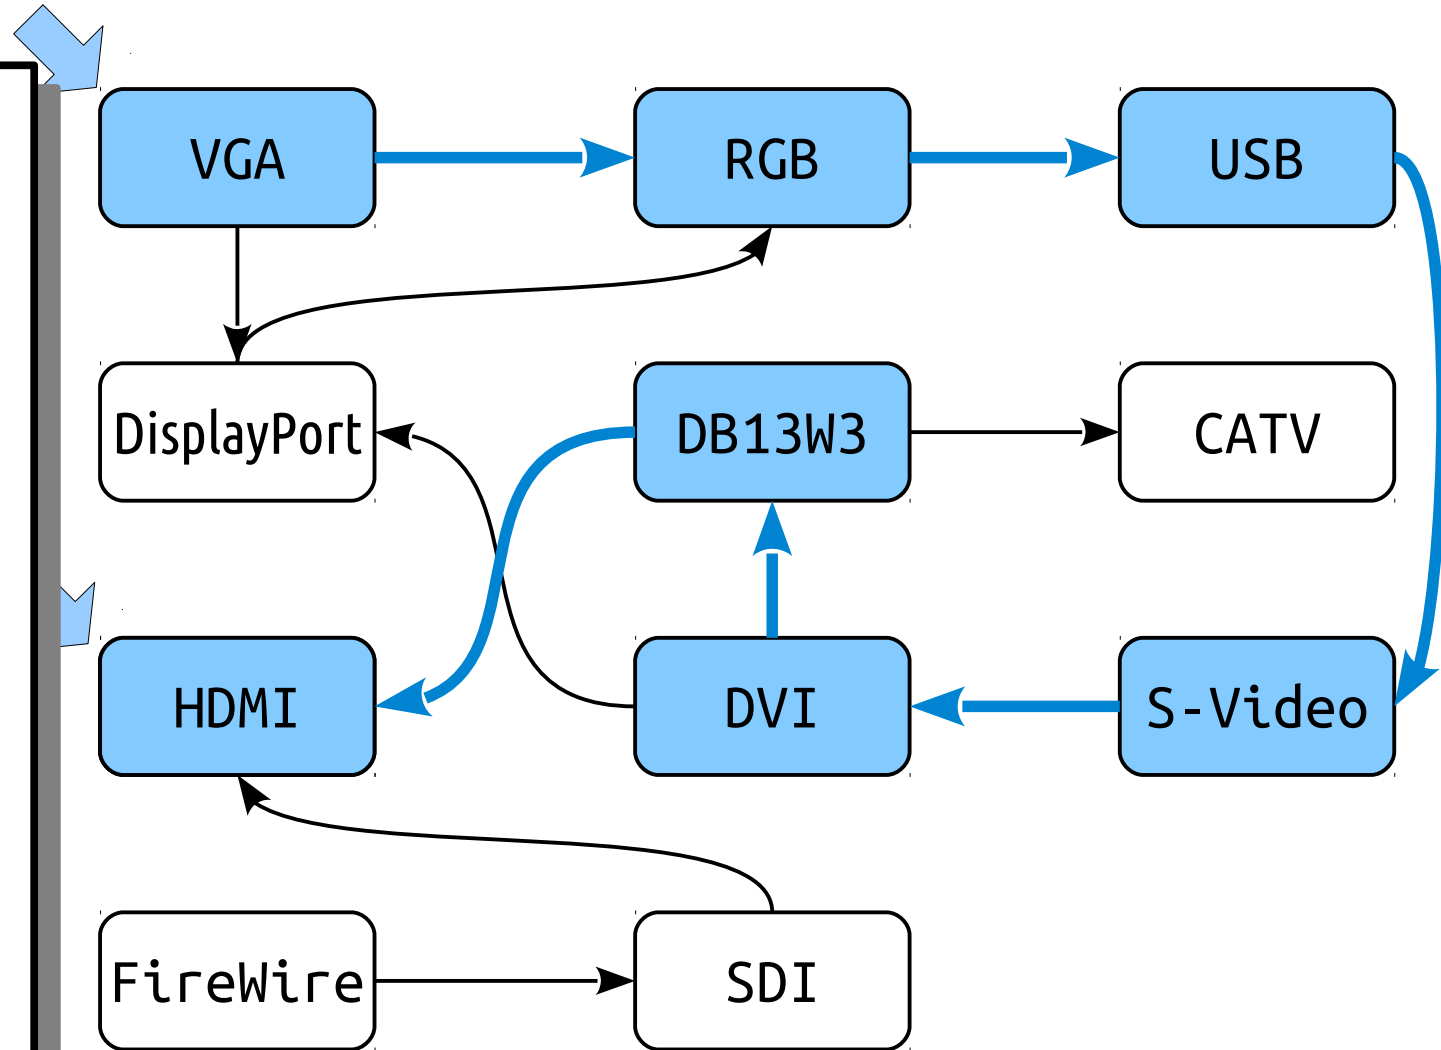 VGA
RGB
USB
DisplayPort
DB13W3
CATV
HDMI
DVI
S-Video
FireWire
SDI